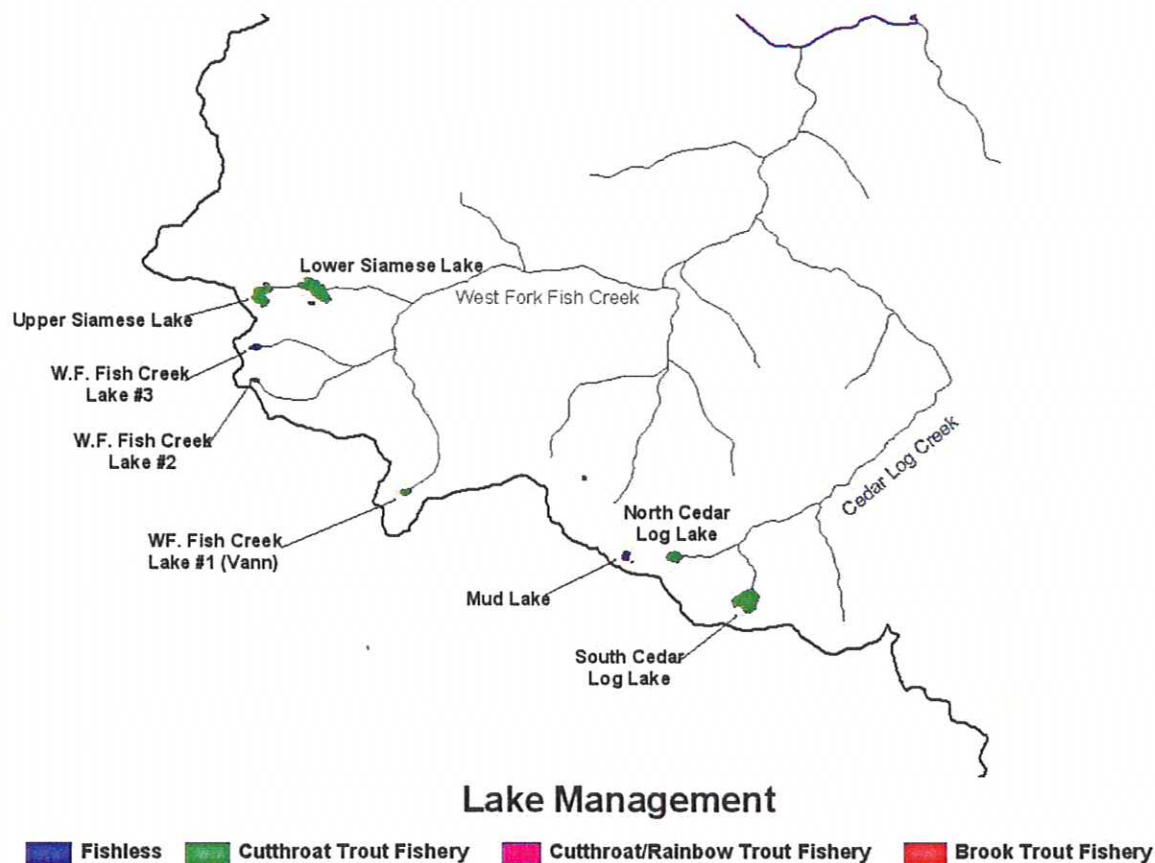 Lower Siamese Lake
West Fork Fish Creek
Upper Siamese Lake
W.F. Fish Creek
Lake #3
W.F. Fish Creek
Lake #2
WF. Fish Creek
Lake #1 (Vann)
Cedar Log Creek
North Cedar
Log Lake
Mud Lake
South Cedar
Log Lake
Lake Management
Fishless
Cutthroat Trout Fishery
Cutthroat/Rainbow Trout Fishery
Brook Trout Fishery